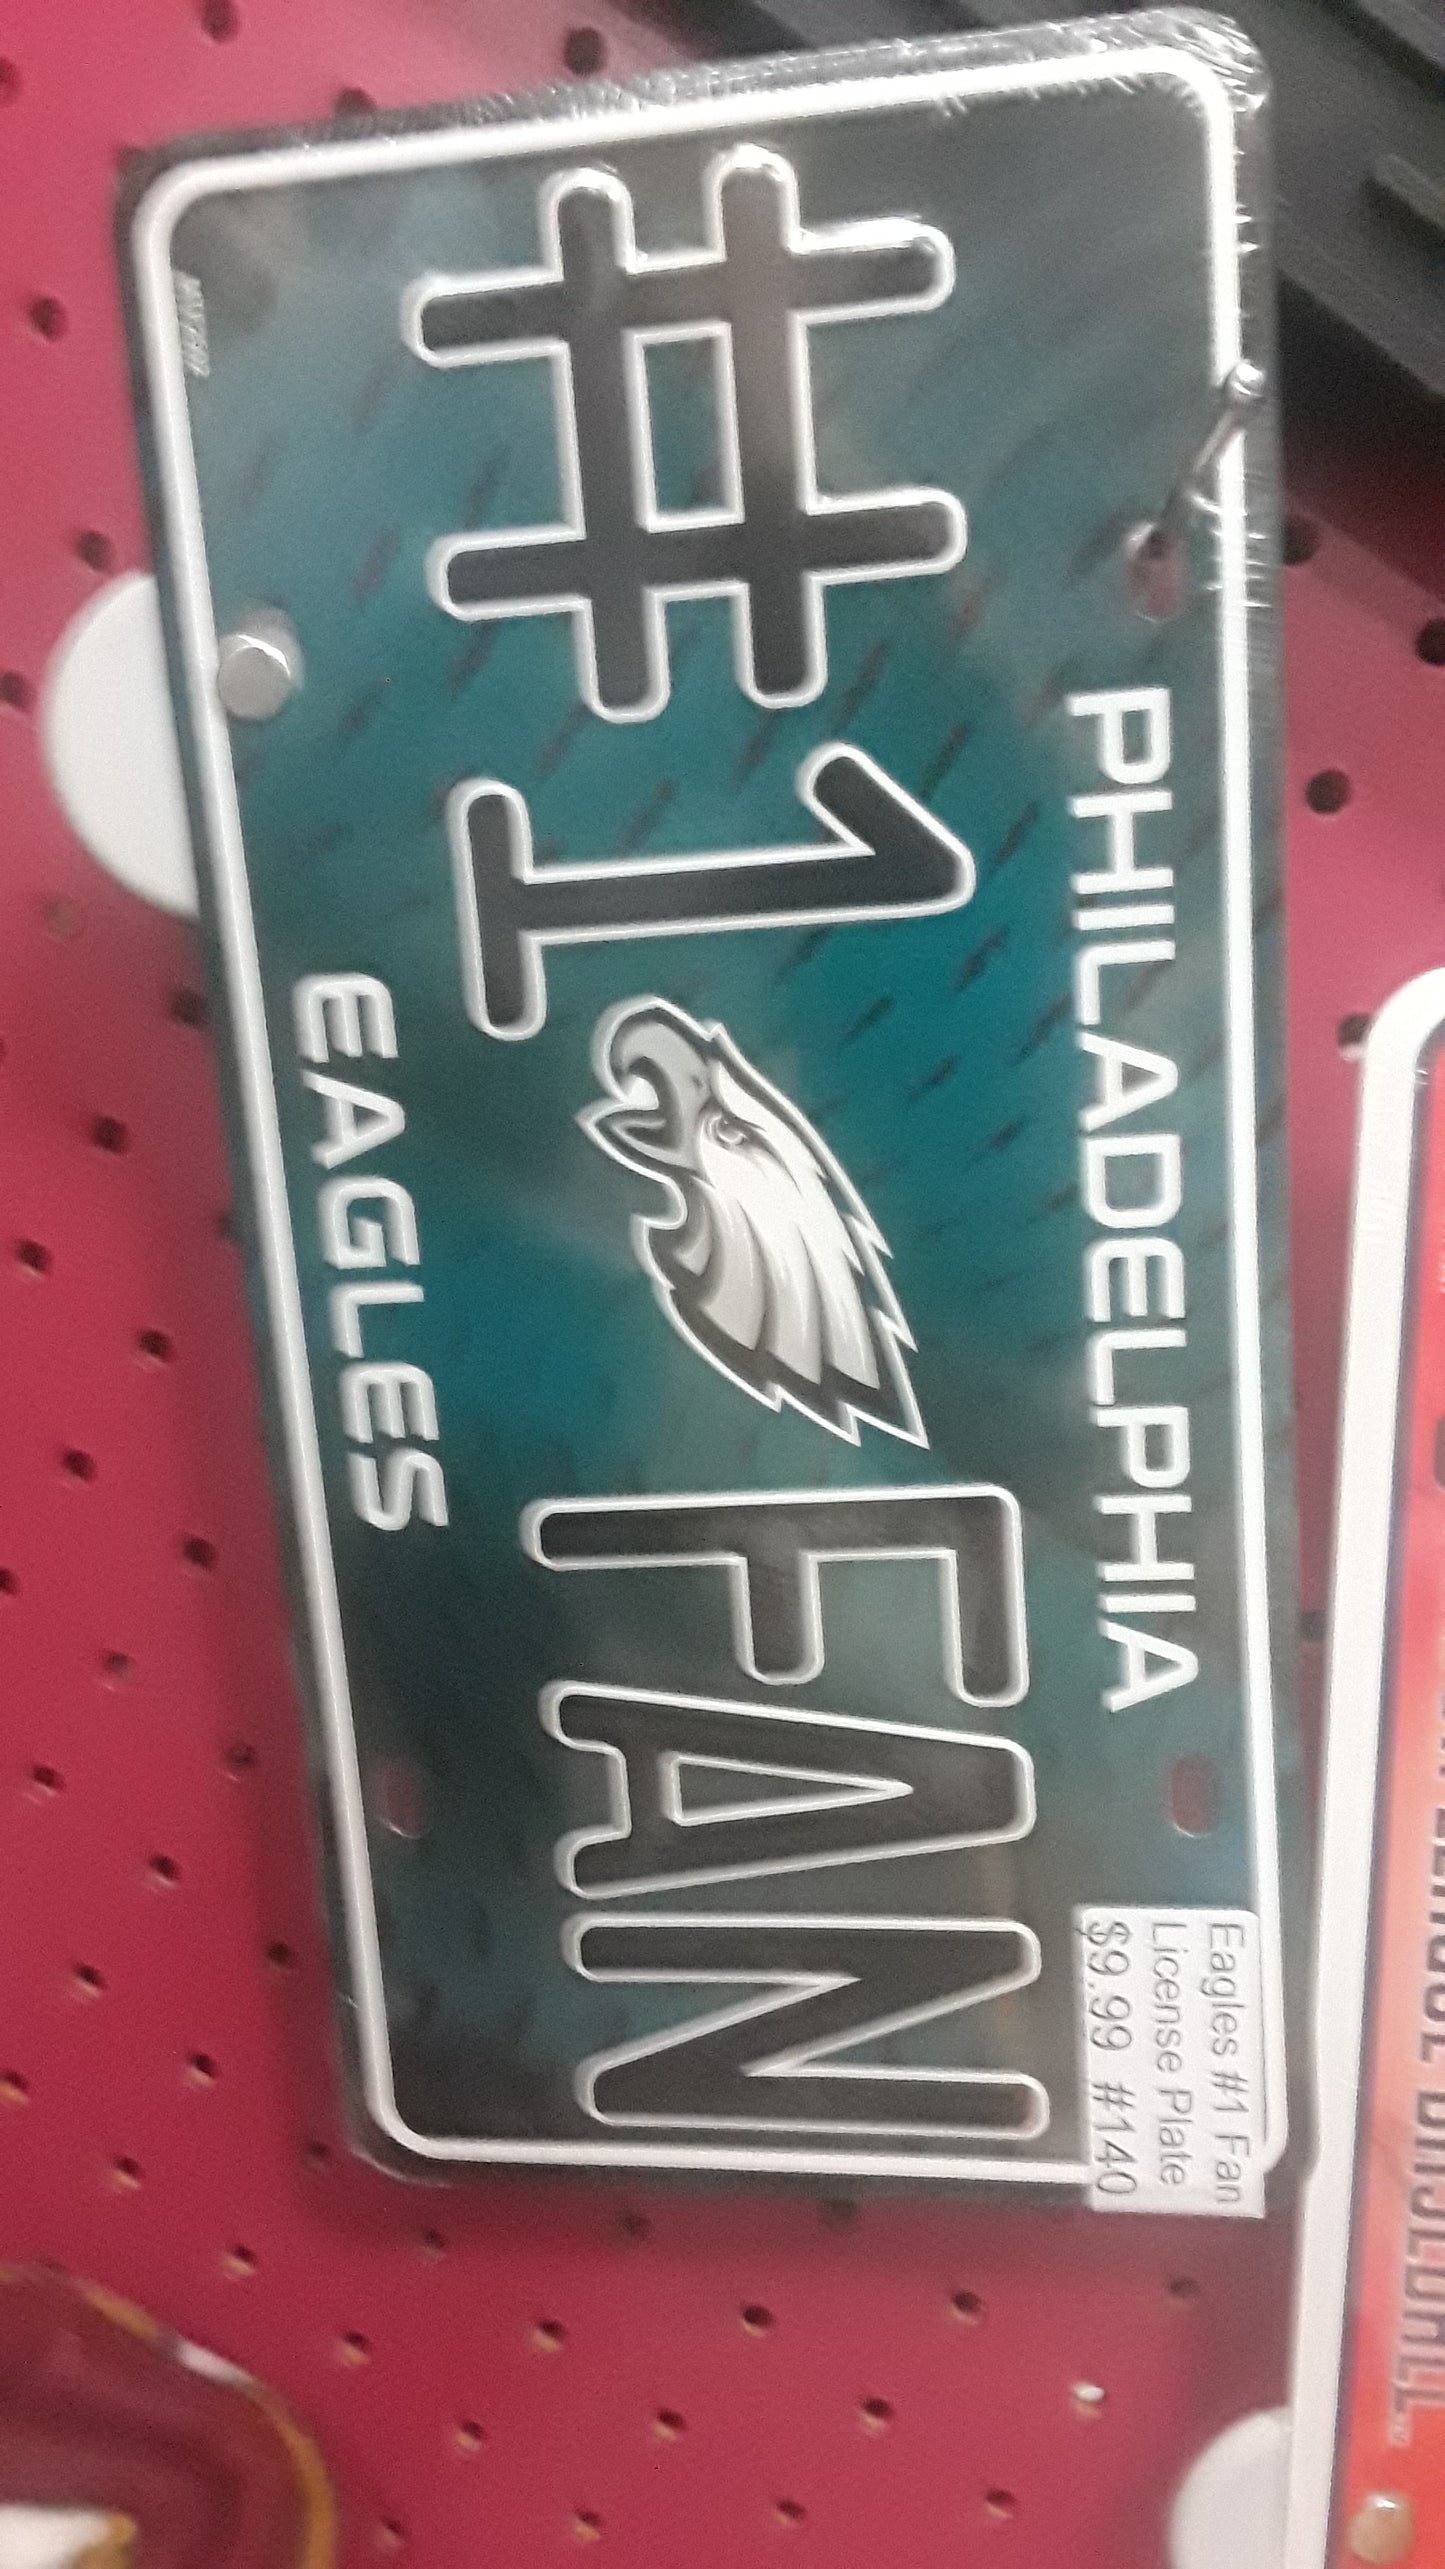 PHILADELPHIA
#1 FAN
EAGLES
Eagles #1 Fan
License Plate
$9.99 #140